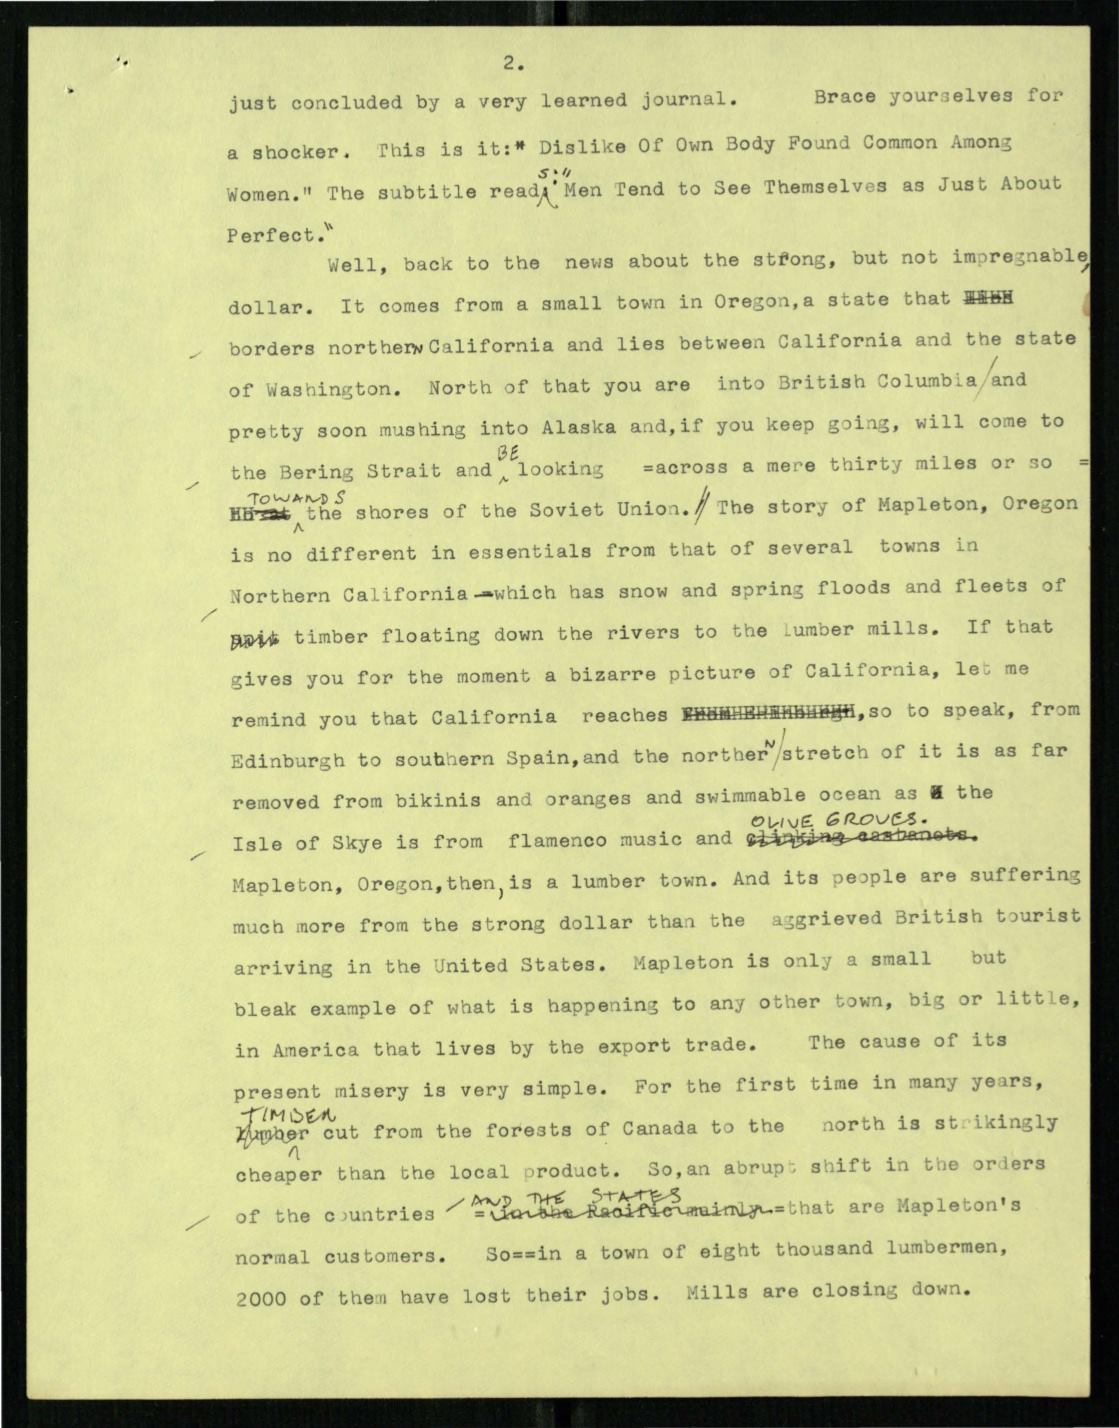 2.
just concluded by a very learned journal. Brace yourselves for
a shocker. This is it:" Dislike Of Own Body Found Common Among
Women." The subtitle reads:" Men Tend to See Themselves as Just About
Perfect."
Well, back to the news about the strong, but not impregnable,
dollar. It comes from a small town in Oregon,a state that
borders northern California and lies between California and the state
of Washington. North of that you are into British Columbia/and
pretty soon mushing into Alaska and,if you keep going, will come to
BE
the Bering Strait and looking =across a mere thirty miles or so =
TOWARDS
the shores of the Soviet Union.// The story of Mapleton, Oregon
is no different in essentials from that of several towns in
Northern California -which has snow and spring floods and fleets of
timber floating down the rivers to the lumber mills. If that
gives you for the moment a bizarre picture of California, let me
remind you that California reaches ,so to speak, from
Edinburgh to southern Spain,and the northern/stretch of it is as far
removed from bikinis and oranges and swimmable ocean as the
OLIVE GROVES.
Isle of Skye is from flamenco music and clinking castanets.
Mapleton, Oregon,then,is a lumber town. And its people are suffering
much more from the strong dollar than the aggrieved British tourist
arriving in the United States. Mapleton is only a small but
bleak example of what is happening to any other town, big or little,
in America that lives by the export trade. The cause of its
present misery is very simple. For the first time in many years,
TIMBER
lumber cut from the forests of Canada to the north is strikingly
cheaper than the local product. So,an abrupt shift in the orders
AND THE STATES
of the countries =in the Pacific mainly.=that are Mapleton's
normal customers. So==in a town of eight thousand lumbermen,
2000 of them have lost their jobs. Mills are closing down.